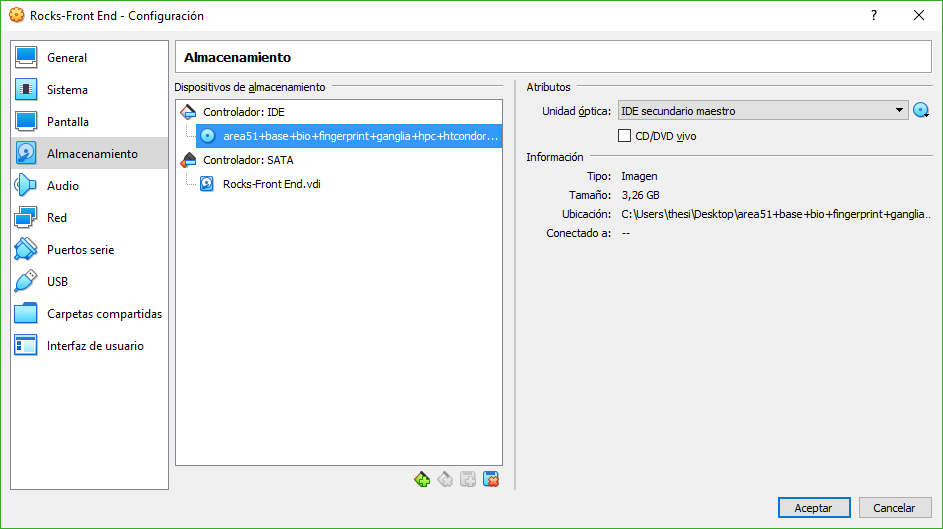 Rocks-Front End - Configuración
?
General
Sistema
Pantalla
Almacenamiento
Audio
Red
Puertos serie
USB
Carpetas compartidas
Interfaz de usuario
Almacenamiento
Dispositivos de almacenamiento
Controlador: IDE
area51+base+bio+fingerprint+ganglia+hpc+htcondor...
Controlador: SATA
Rocks-Front End.vdi
Atributos
Unidad óptica: IDE secundario maestro
CD/DVD vivo
Información
Tipo: Imagen
Tamaño: 3,26 GB
Ubicación: C:\Users\thesi\Desktop\area51+base+bio+fingerprint+ganglia..
Conectado a: --
Aceptar
Cancelar